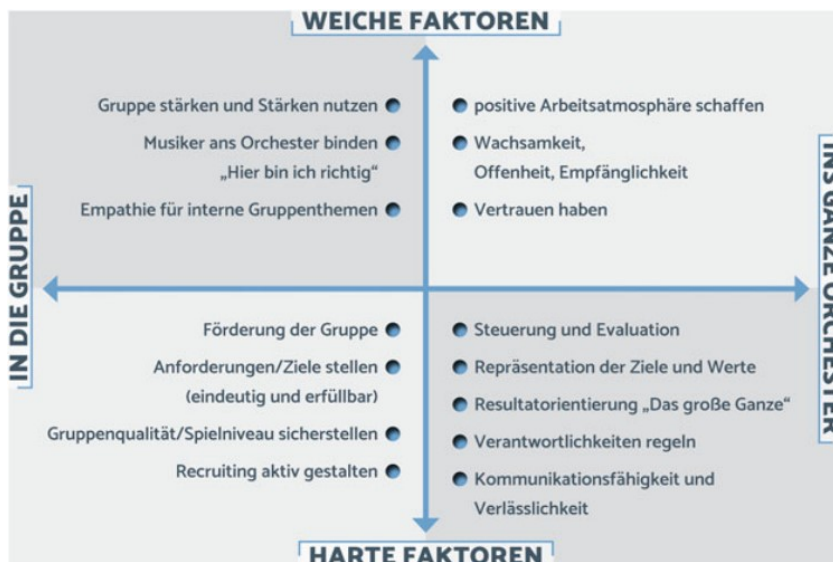 WEICHE FAKTOREN
Gruppe stärken und Stärken nutzen
Musiker ans Orchester binden
„Hier bin ich richtig“
Empathie für interne Gruppenthemen
positive Arbeitsatmosphäre schaffen
Wachsamkeit,
Offenheit, Empfänglichkeit
Vertrauen haben
IN DIE GRUPPE
INS GANZE ORCHESTER
Förderung der Gruppe
Anforderungen/Ziele stellen
(eindeutig und erfüllbar)
Gruppenqualität/Spielniveau sicherstellen
Recruiting aktiv gestalten
Steuerung und Evaluation
Repräsentation der Ziele und Werte
Resultatorientierung „Das große Ganze“
Verantwortlichkeiten regeln
Kommunikationsfähigkeit und
Verlässlichkeit
HARTE FAKTOREN